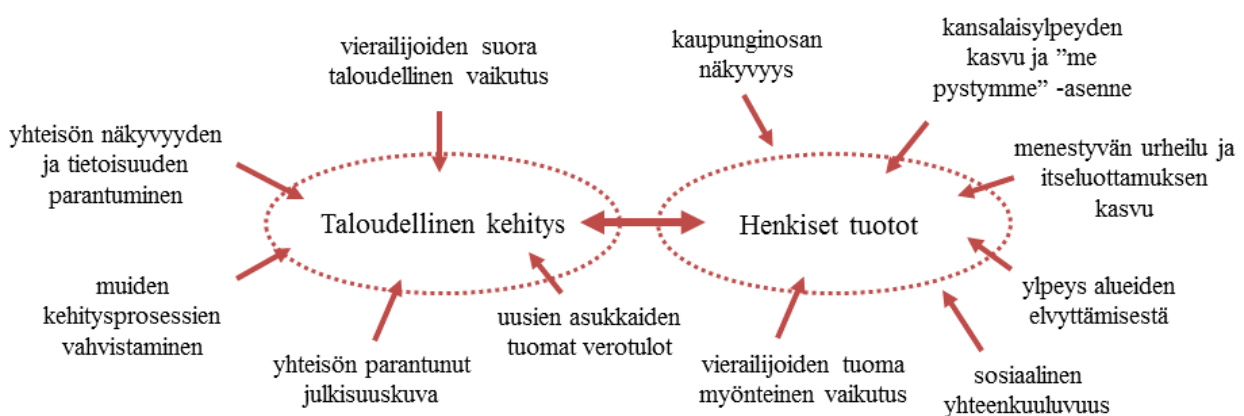 vierailijoiden suora
taloudellinen vaikutus
kaupunginosan
näkyvyys
kansalaisylpeyden
kasvu ja ”me
pystymme” -asenne
yhteisön näkyvyyden
ja tietoisuuden
parantuminen
menestyvän urheilu ja
itseluottamuksen
kasvu
Taloudellinen kehitys
Henkiset tuotot
muiden
kehitysprosessien
vahvistaminen
yhteisön parantunut
julkisuuskuva
uusien asukkaiden
tuomat verotulot
vierailijoiden tuoma
myönteinen vaikutus
ylpeys alueiden
elvyttämisestä
sosiaalinen
yhteenkuuluvuus